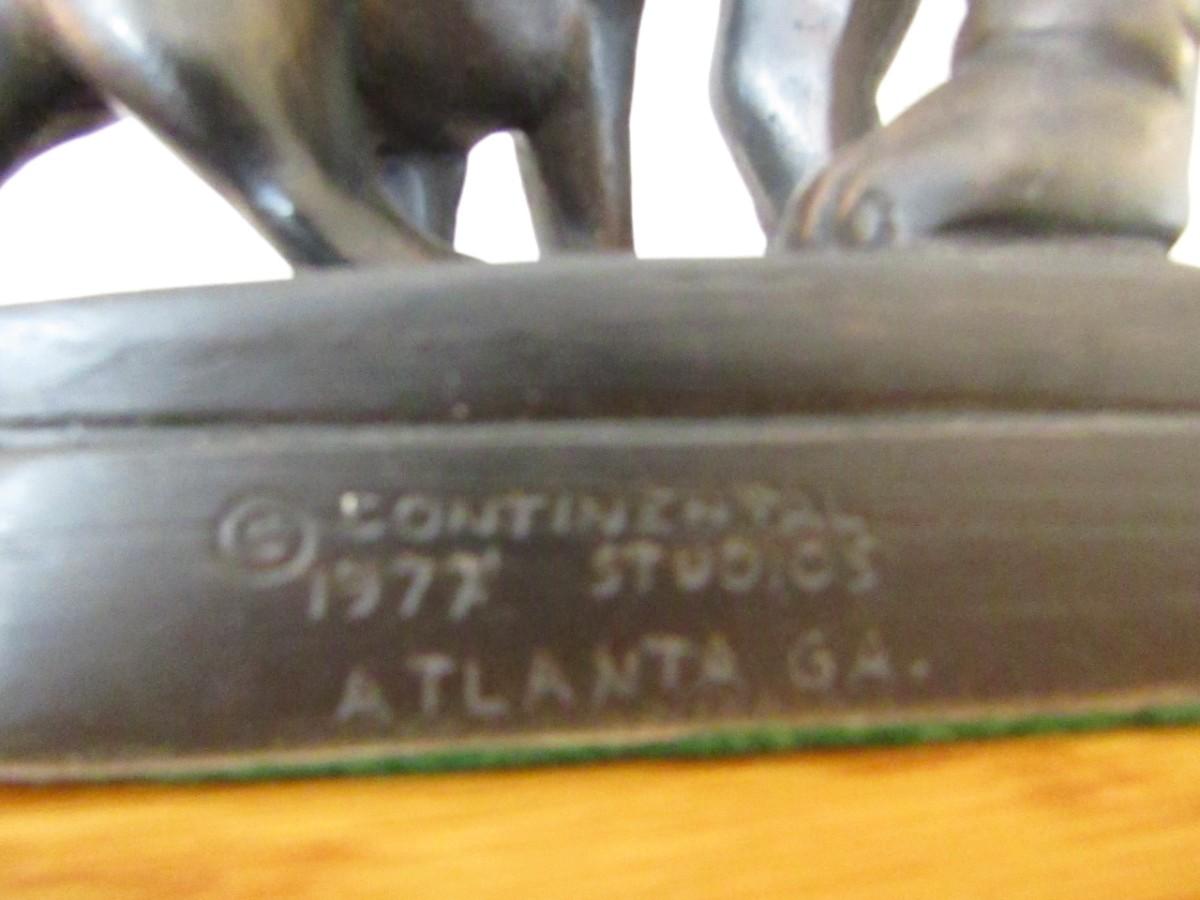 © CONTINENTAL
1977 STUDIOS
ATLANTA GA.